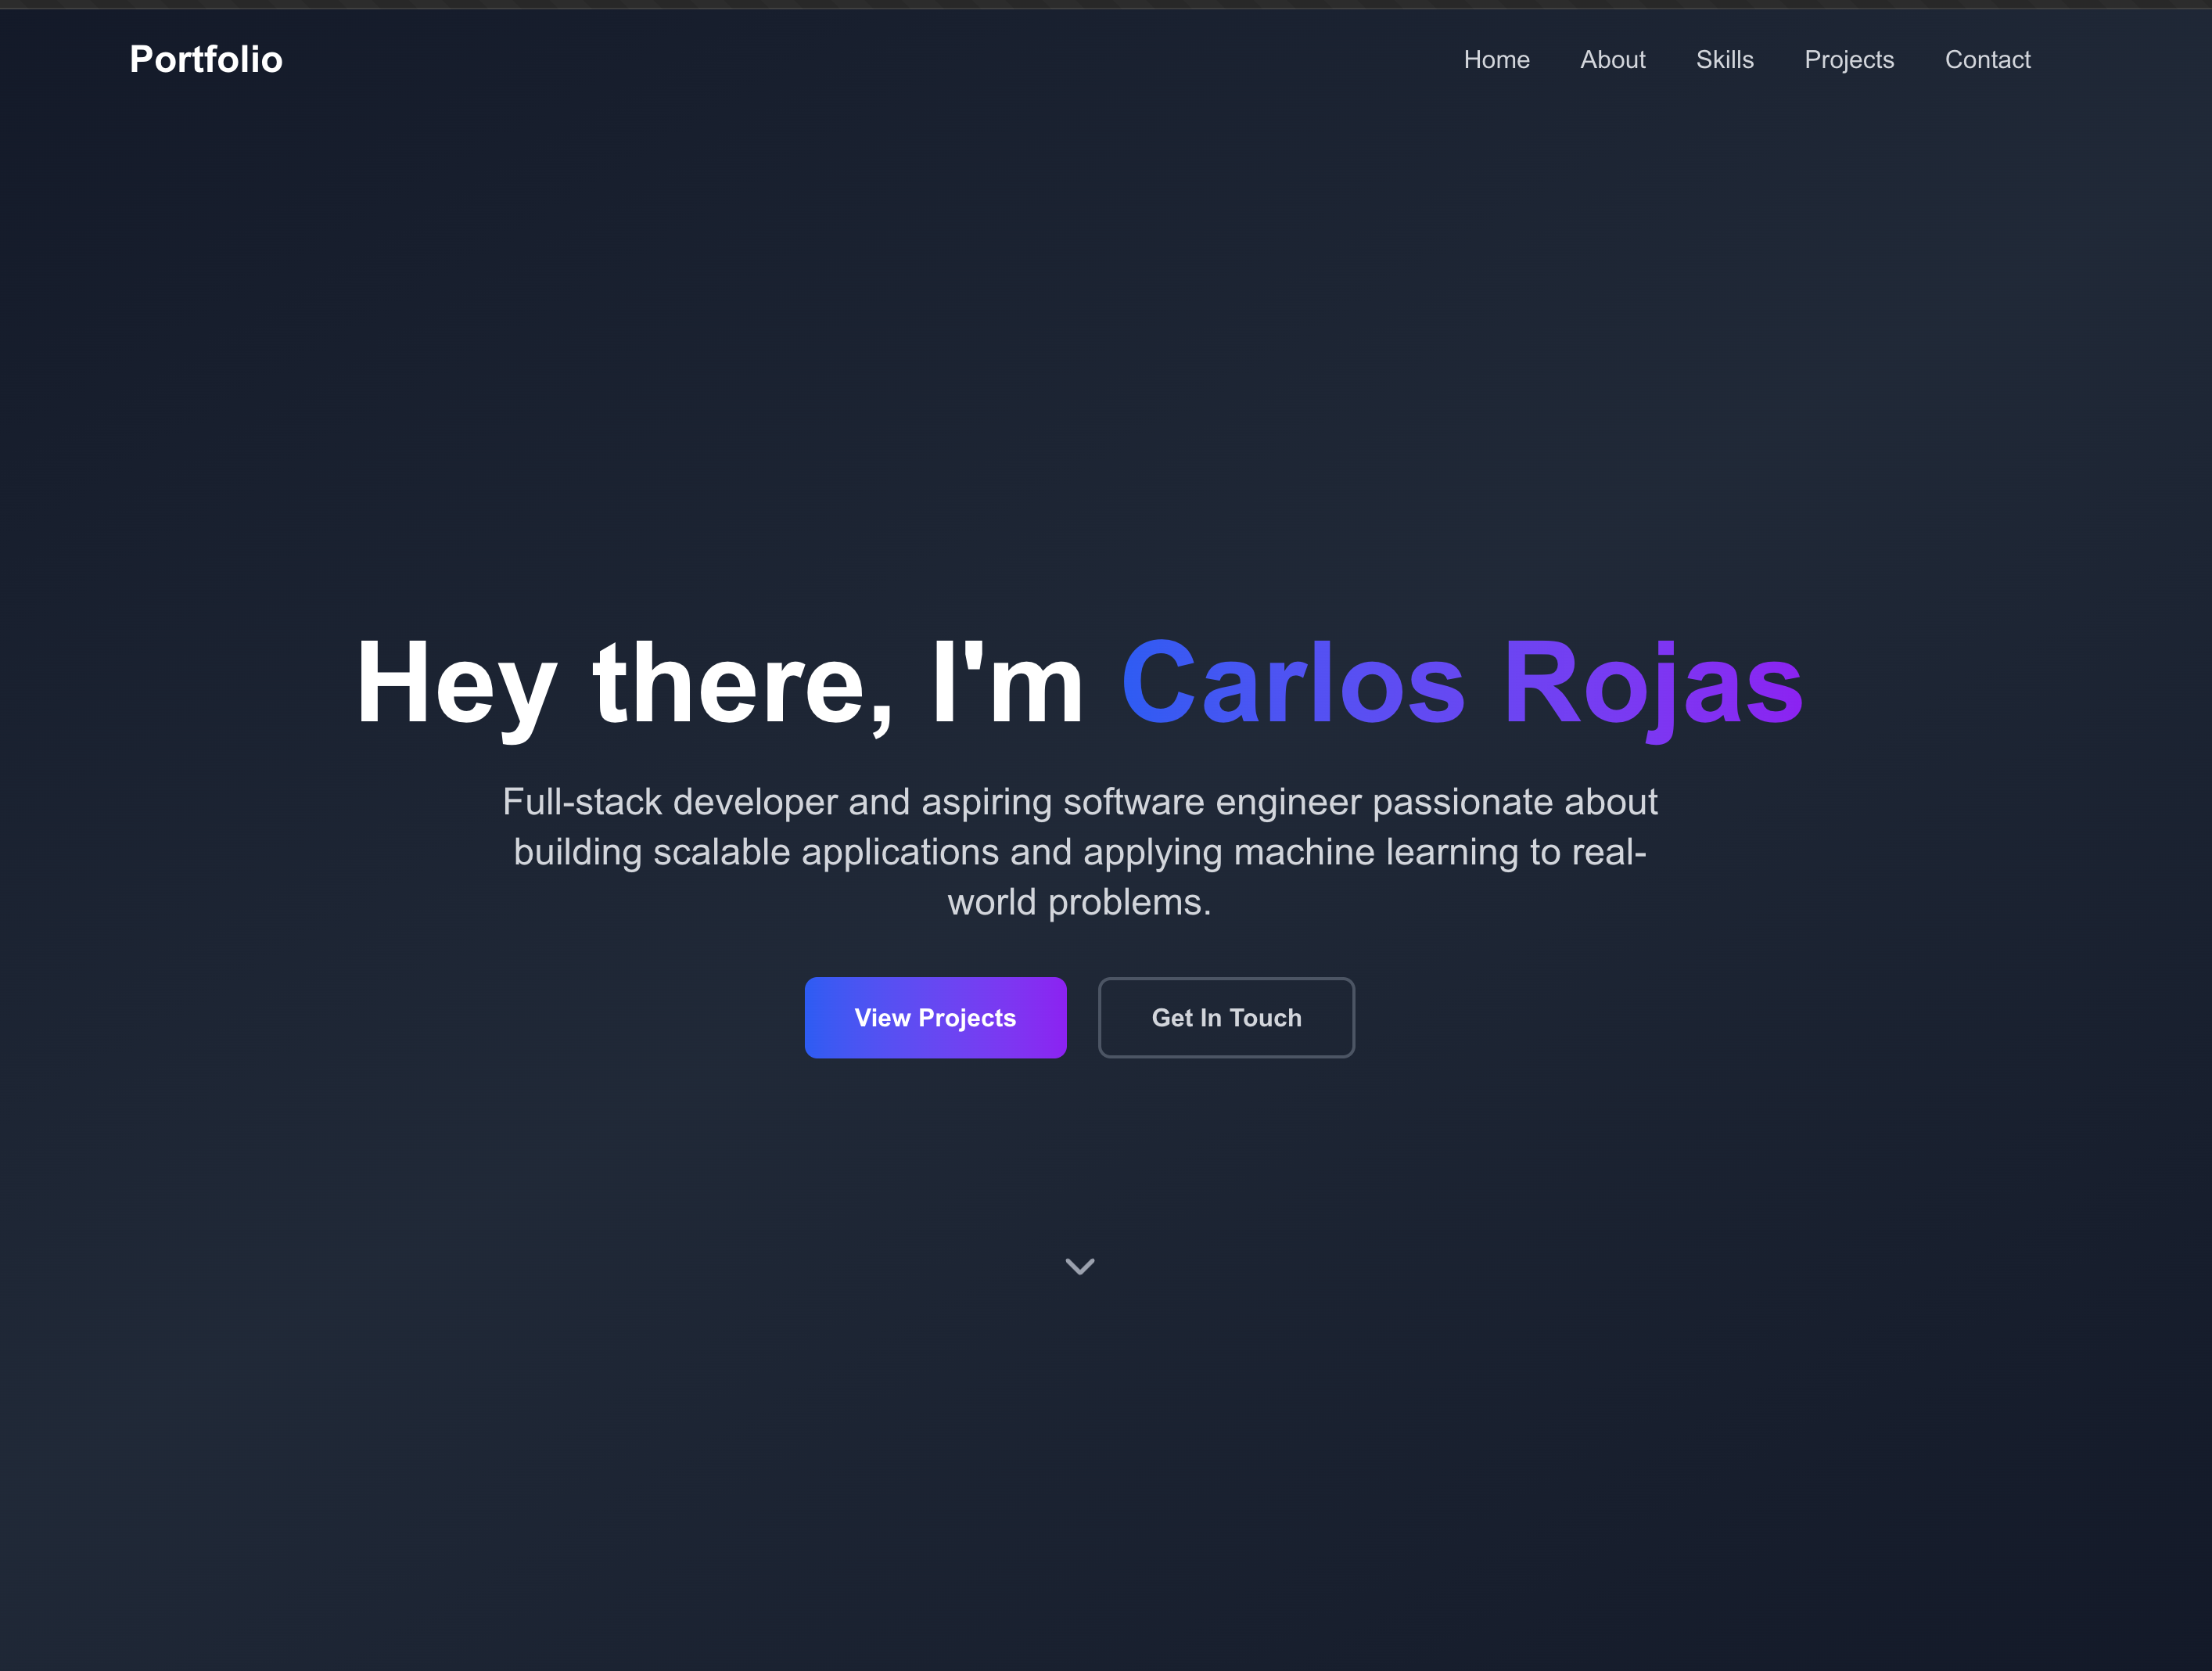 Portfolio
Home About Skills Projects Contact
Hey there, I'm Carlos Rojas
Full-stack developer and aspiring software engineer passionate about
building scalable applications and applying machine learning to real-
world problems.
View Projects
Get In Touch